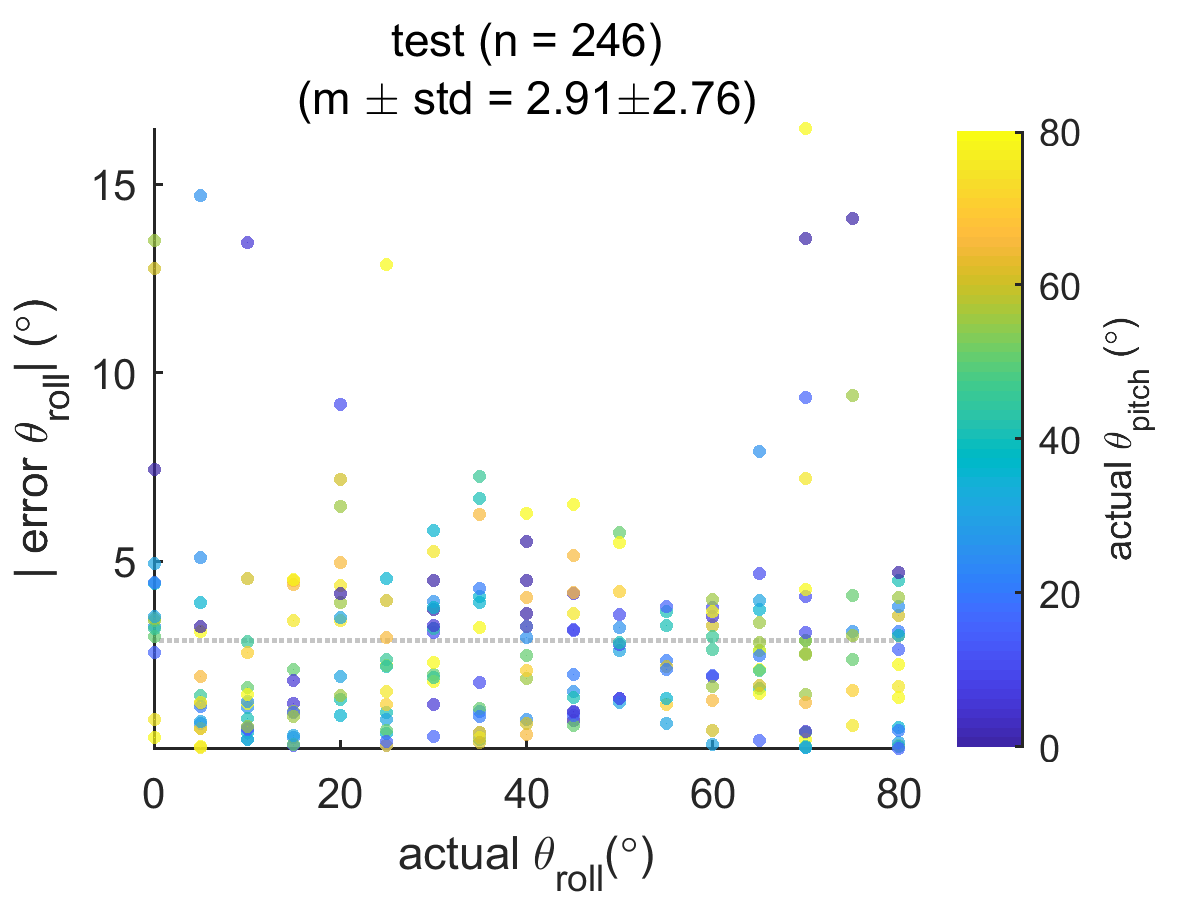 test (n = 246)
(m ± std = 2.91±2.76)
15
10
5
| error θroll| (°)
0
20
40
60
80
actual θroll(°)
80
60
40
20
0
actual θpitch (°)